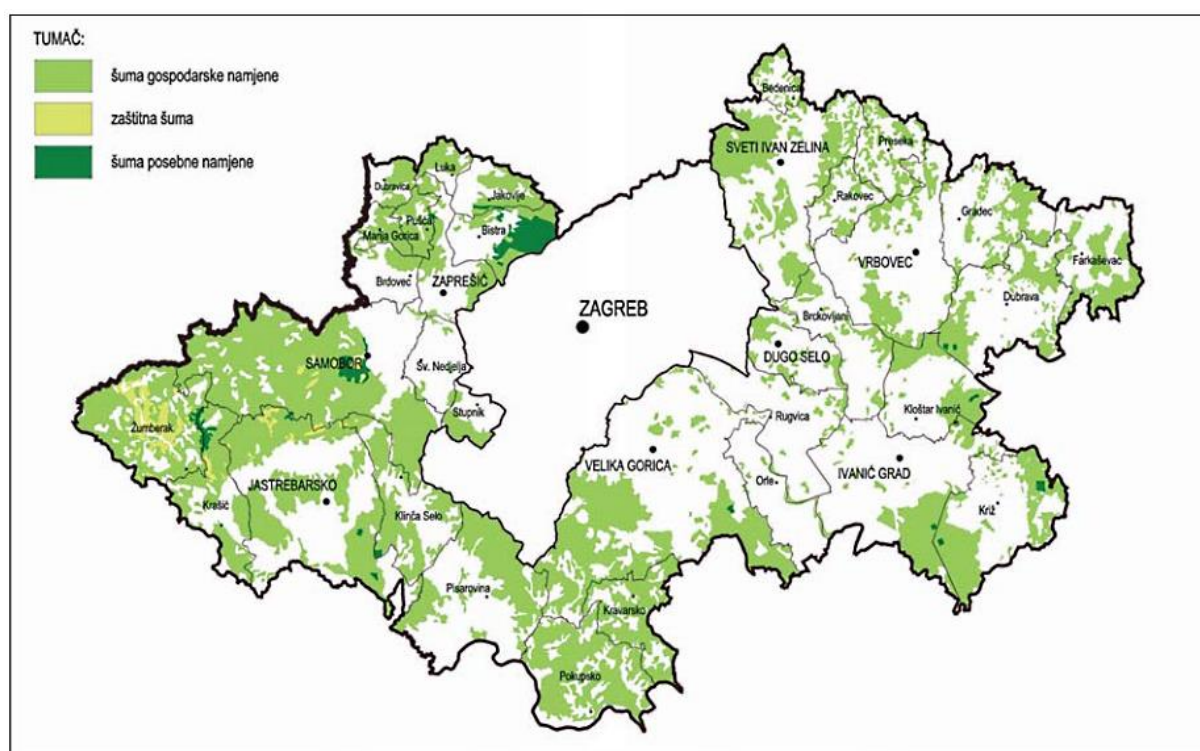 TUMAČ:
šuma gospodarske namjene
zaštitna šuma
šuma posebne namjene
Bedenica
SVETI IVAN ZELINA
Preseka
Rakovec
Gradec
Farkaševac
VRBOVEC
Dubrava
Brckovljani
DUGO SELO
Kloštar Ivanić
Rugvica
IVANIĆ GRAD
Orle
Križ
VELIKA GORICA
Kravarsko
Pokupsko
Pisarovina
Klinča Selo
JASTREBARSKO
Krašić
Žumberak
SAMOBOR
Sv. Nedjelja
Stupnik
ZAGREB
ZAPREŠIĆ
Brdovec
Marija Gorica
Pušća
Dubravica
Luka
Jakovlje
Bistra